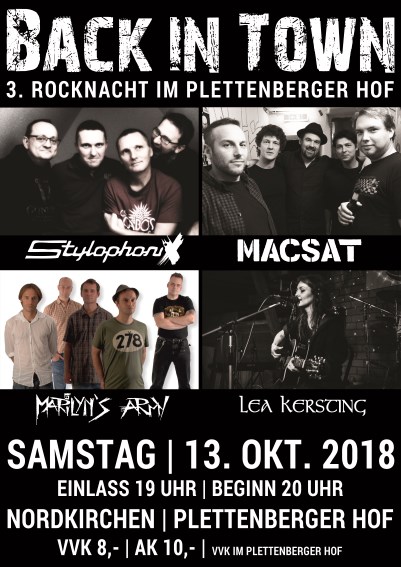 BACK IN TOWN
3. ROCKNACHT IM PLETTENBERGER HOF
StylophoniX
MACSAT
278
MARILYN'S ARMY
LEA KERSTING
SAMSTAG | 13. OKT. 2018
EINLASS 19 UHR | BEGINN 20 UHR
NORDKIRCHEN | PLETTENBERGER HOF
VVK 8,- | AK 10,- | VVK IM PLETTENBERGER HOF